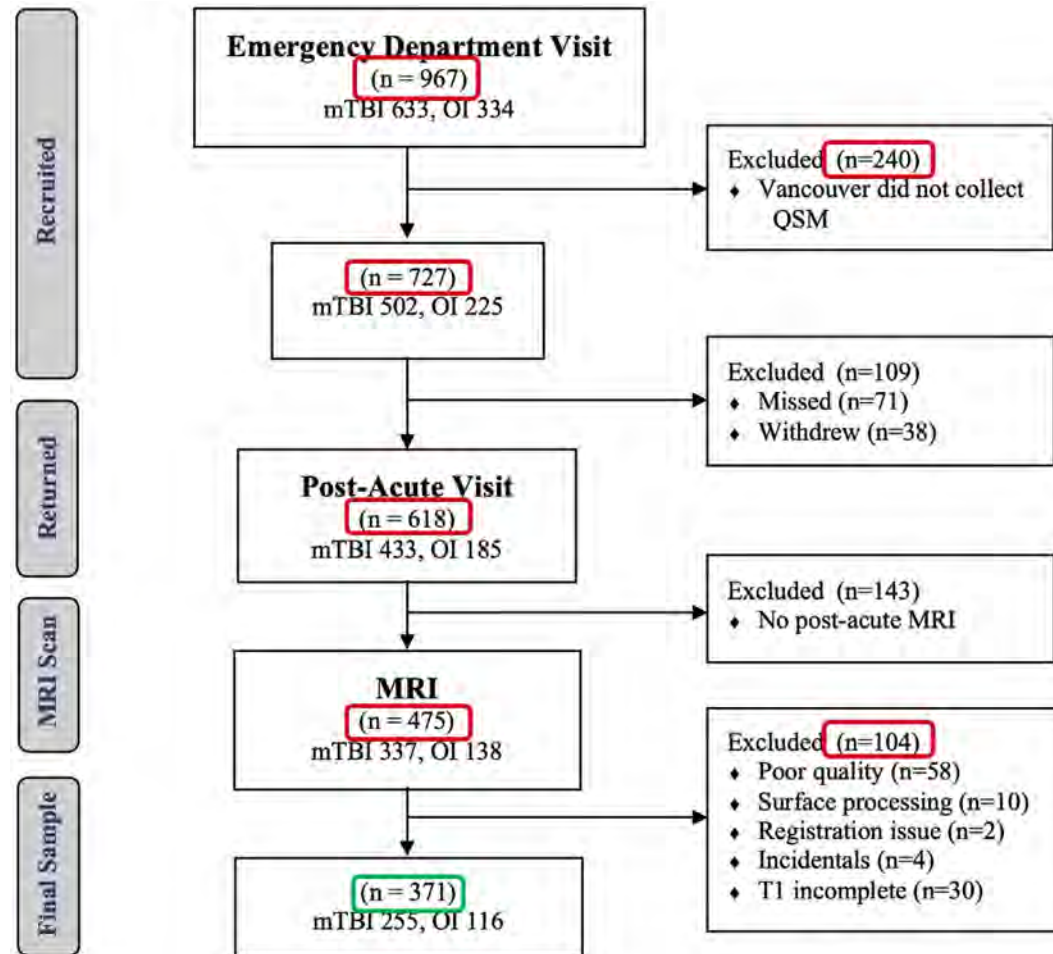 Recruited
Emergency Department Visit
(n = 967)
mTBI 633, OI 334
Excluded (n=240)
♦ Vancouver did not collect
QSM
(n = 727)
mTBI 502, OI 225
Excluded (n=109)
♦ Missed (n=71)
♦ Withdrew (n=38)
Returned
Post-Acute Visit
(n = 618)
mTBI 433, OI 185
Excluded (n=143)
♦ No post-acute MRI
MRI Scan
MRI
(n = 475)
mTBI 337, OI 138
Excluded (n=104)
♦ Poor quality (n=58)
♦ Surface processing (n=10)
♦ Registration issue (n=2)
♦ Incidentals (n=4)
♦ T1 incomplete (n=30)
Final Sample
(n = 371)
mTBI 255, OI 116